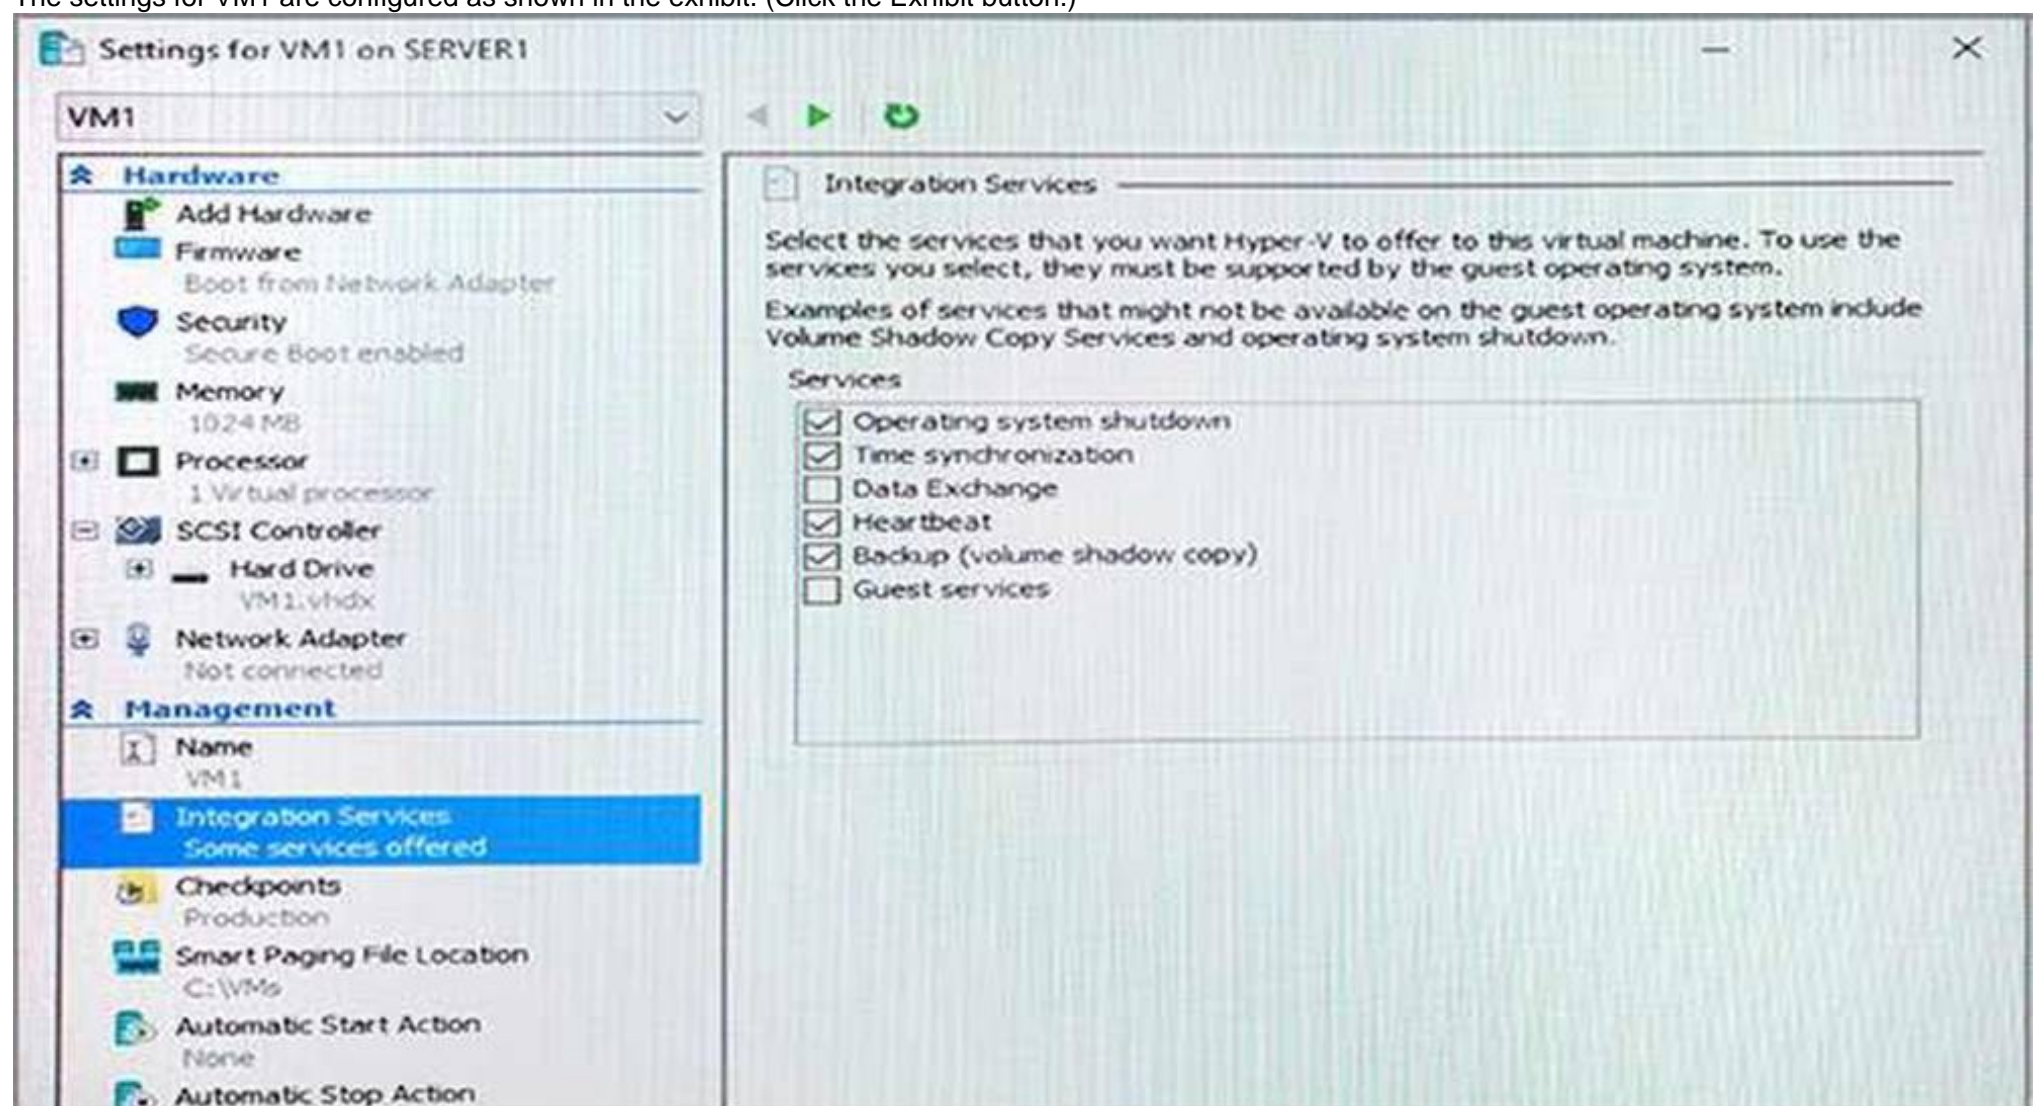 The settings for VM1 are configured as shown in the exhibit. (Click the Exhibit button.)
Settings for VM1 on SERVER1
VM1
Hardware
Add Hardware
Firmware
Boot from Network Adapter
Security
Secure Boot enabled
Memory
1024 MB
Processor
1 Virtual processor
SCSI Controller
Hard Drive
VM1.vhdx
Network Adapter
Not connected
Management
Name
VM1
Integration Services
Some services offered
Checkpoints
Production
Smart Paging File Location
C:\VMs
Automatic Start Action
None
Automatic Stop Action
Integration Services
Select the services that you want Hyper-V to offer to this virtual machine. To use the
services you select, they must be supported by the guest operating system.
Examples of services that might not be available on the guest operating system include
Volume Shadow Copy Services and operating system shutdown.
Services
Operating system shutdown
Time synchronization
Data Exchange
Heartbeat
Backup (volume shadow copy)
Guest services